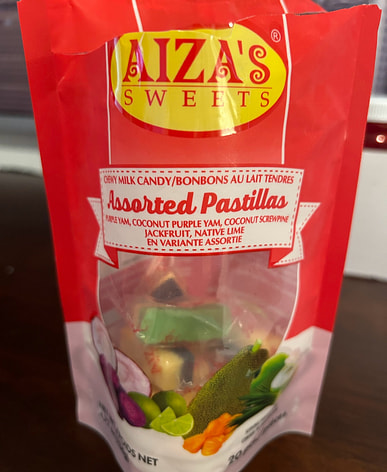 AIZA'S ®
SWEETS
CHEWY MILK CANDY/BONBONS AU LAIT TENDRES
Assorted Pastillas
PURPLE YAM, COCONUT PURPLE YAM, COCONUT SCREWPINE
JACKFRUIT, NATIVE LIME
EN VARIANTE ASSORTIE
NET